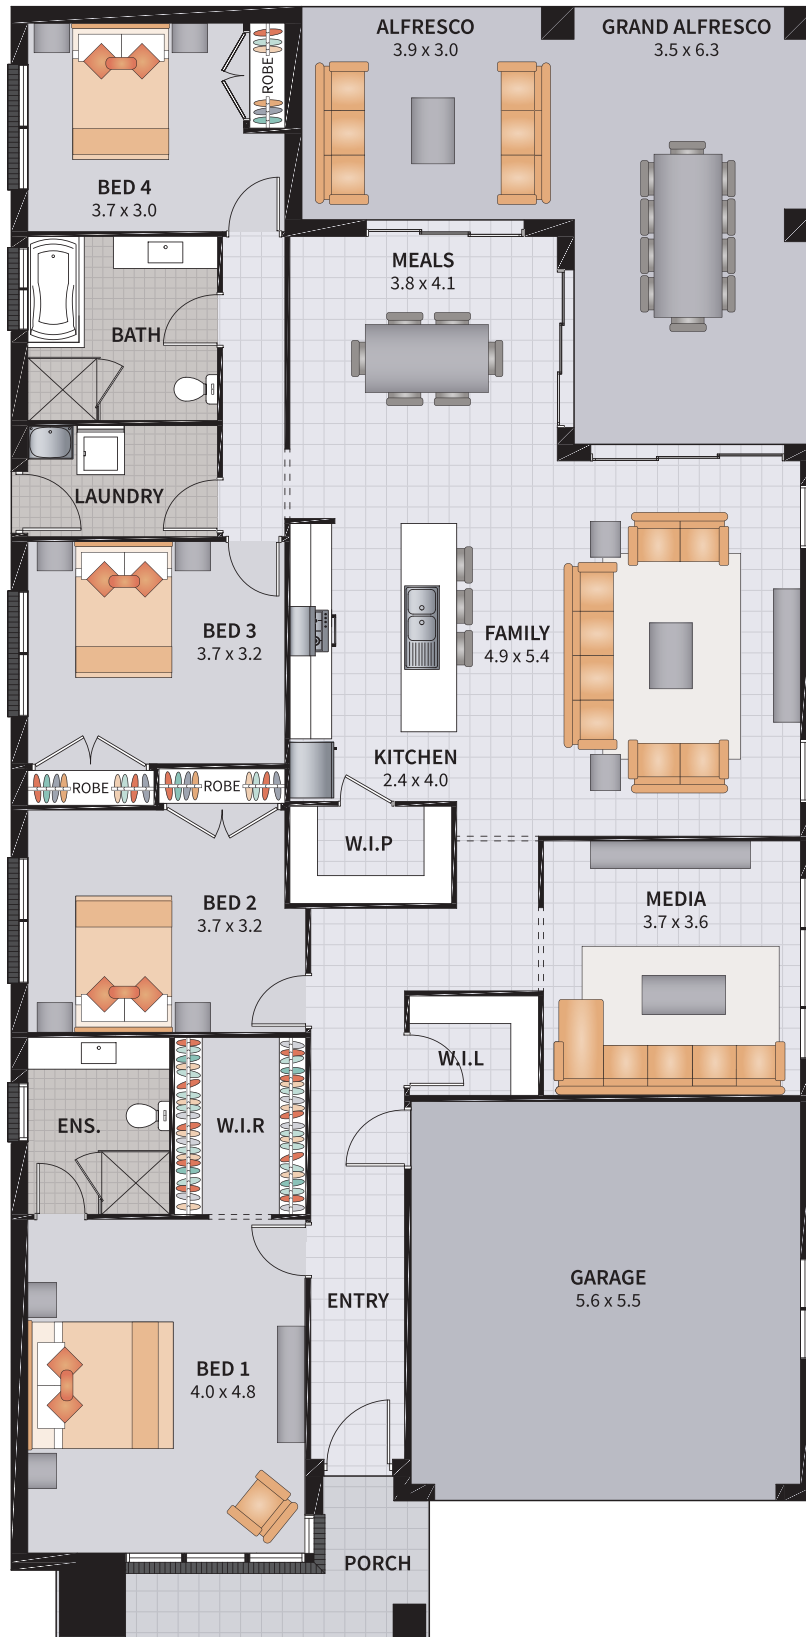 ALFRESCO
3.9 x 3.0
GRAND ALFRESCO
3.5 x 6.3
ROBE
BED 4
3.7 x 3.0
MEALS
3.8 x 4.1
BATH
LAUNDRY
BED 3
3.7 x 3.2
FAMILY
4.9 x 5.4
KITCHEN
2.4 x 4.0
ROBE
ROBE
W.I.P
BED 2
3.7 x 3.2
MEDIA
3.7 x 3.6
W.I.L
ENS.
W.I.R
GARAGE
5.6 x 5.5
ENTRY
BED 1
4.0 x 4.8
PORCH